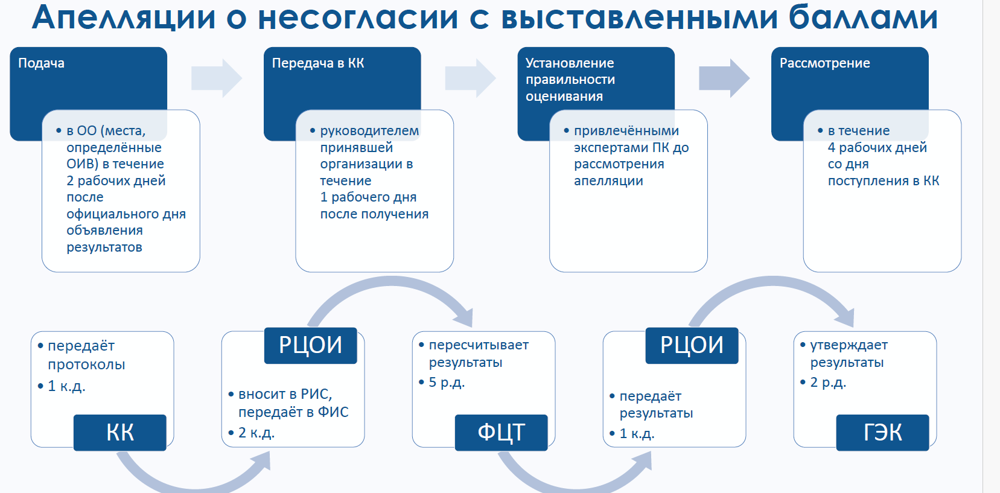 Апелляции о несогласии с выставленными баллами
Подача
• в ОО (места,
определённые
ОИВ) в течение
2 рабочих дней
после
официального дня
объявления
результатов
Передача в КК
• руководителем
принявшей
организации в
течение
1 рабочего дня
после получения
Установление
правильности
оценивания
• привлечёнными
экспертами ПК до
рассмотрения
апелляции
Рассмотрение
• в течение
4 рабочих дней
со дня
поступления в КК
• передаёт
протоколы
• 1 к.д.
КК
РЦОИ
• вносит в РИС,
передаёт в ФИС
• 2 к.д.
• пересчитывает
результаты
• 5 р.д.
ФЦТ
РЦОИ
• передаёт
результаты
• 1 к.д.
• утверждает
результаты
• 2 р.д.
ГЭК